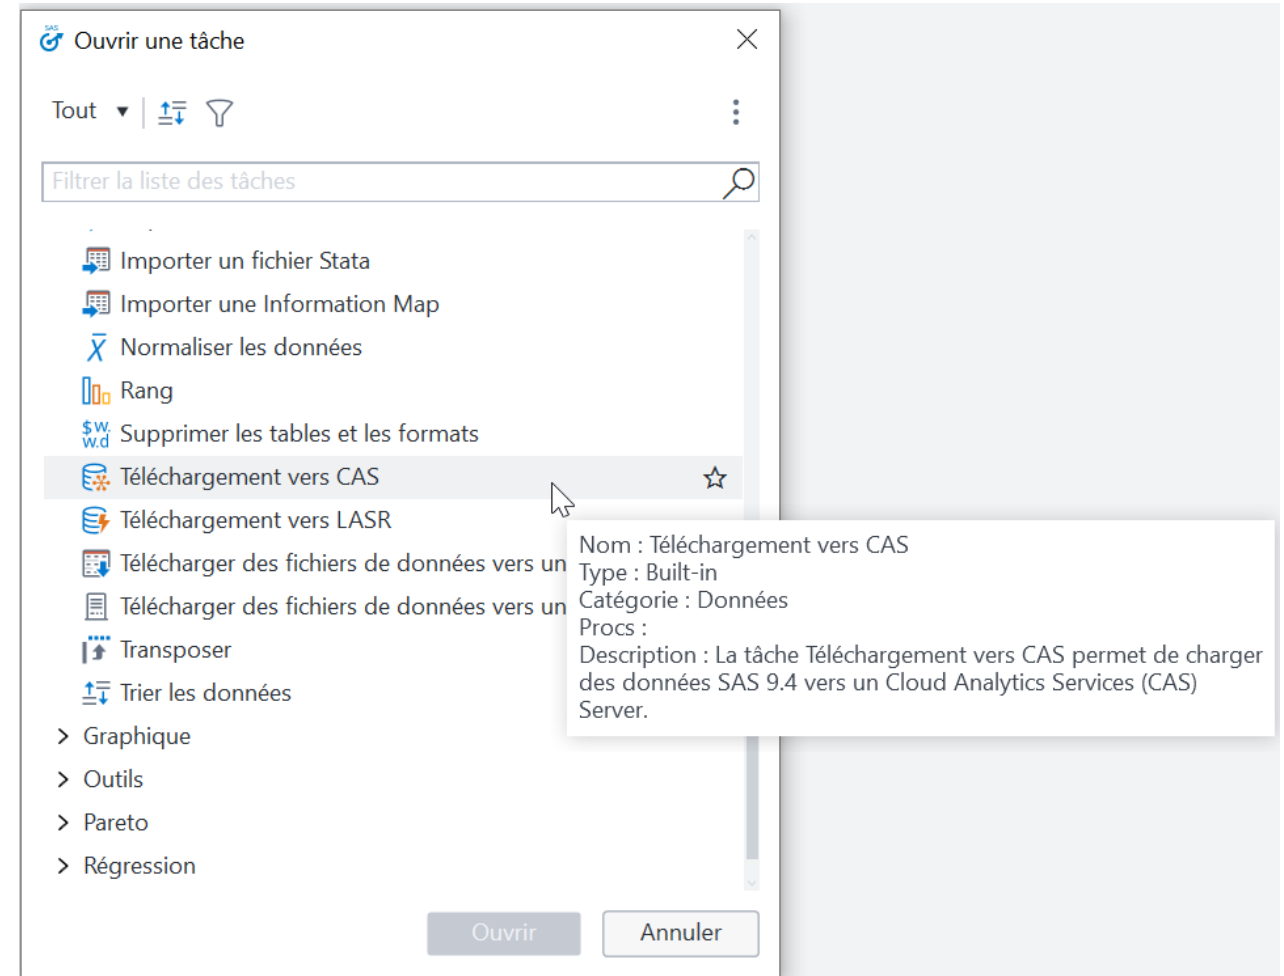 SAS
Ouvrir une tâche
Tout
Filtrer la liste des tâches
Importer un fichier Stata
Importer une Information Map
Normaliser les données
Rang
$w. w.d Supprimer les tables et les formats
Téléchargement vers CAS
Téléchargement vers LASR
Télécharger des fichiers de données vers un
Télécharger des fichiers de données vers un
Transposer
Trier les données
Graphique
Outils
Pareto
Régression
Nom : Téléchargement vers CAS
Type : Built-in
Catégorie : Données
Procs :
Description : La tâche Téléchargement vers CAS permet de charger
des données SAS 9.4 vers un Cloud Analytics Services (CAS)
Server.
Ouvrir
Annuler